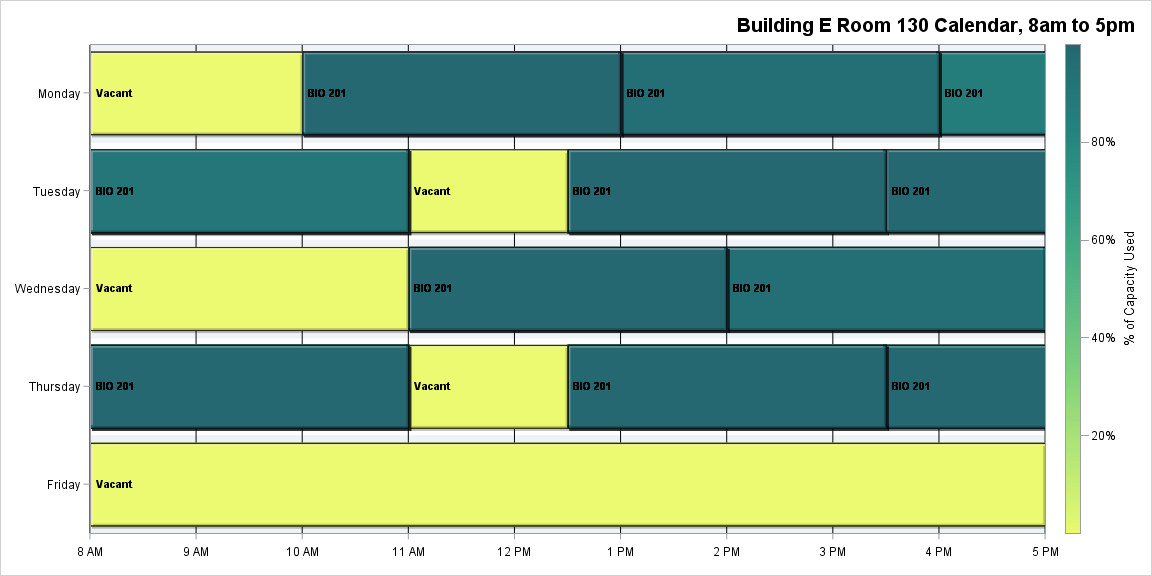 Building E Room 130 Calendar, 8am to 5pm
Monday
Vacant
BIO 201
BIO 201
BIO 201
Tuesday
BIO 201
Vacant
BIO 201
BIO 201
Wednesday
Vacant
BIO 201
BIO 201
Thursday
BIO 201
Vacant
BIO 201
BIO 201
Friday
Vacant
8 AM 9 AM 10 AM 11 AM 12 PM 1 PM 2 PM 3 PM 4 PM 5 PM
80%
60%
40%
20%
% of Capacity Used